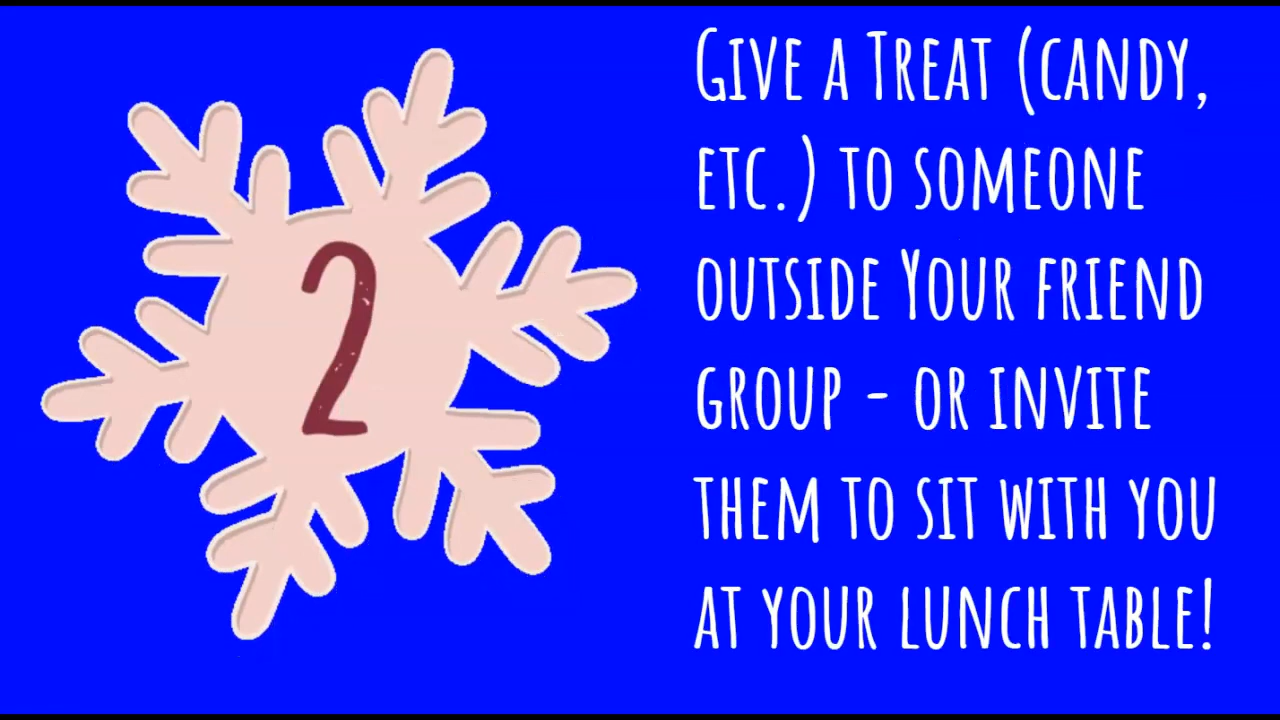 2
Give a Treat (candy,
etc.) to someone
outside Your friend
group - or invite
them to sit with you
at your lunch table!